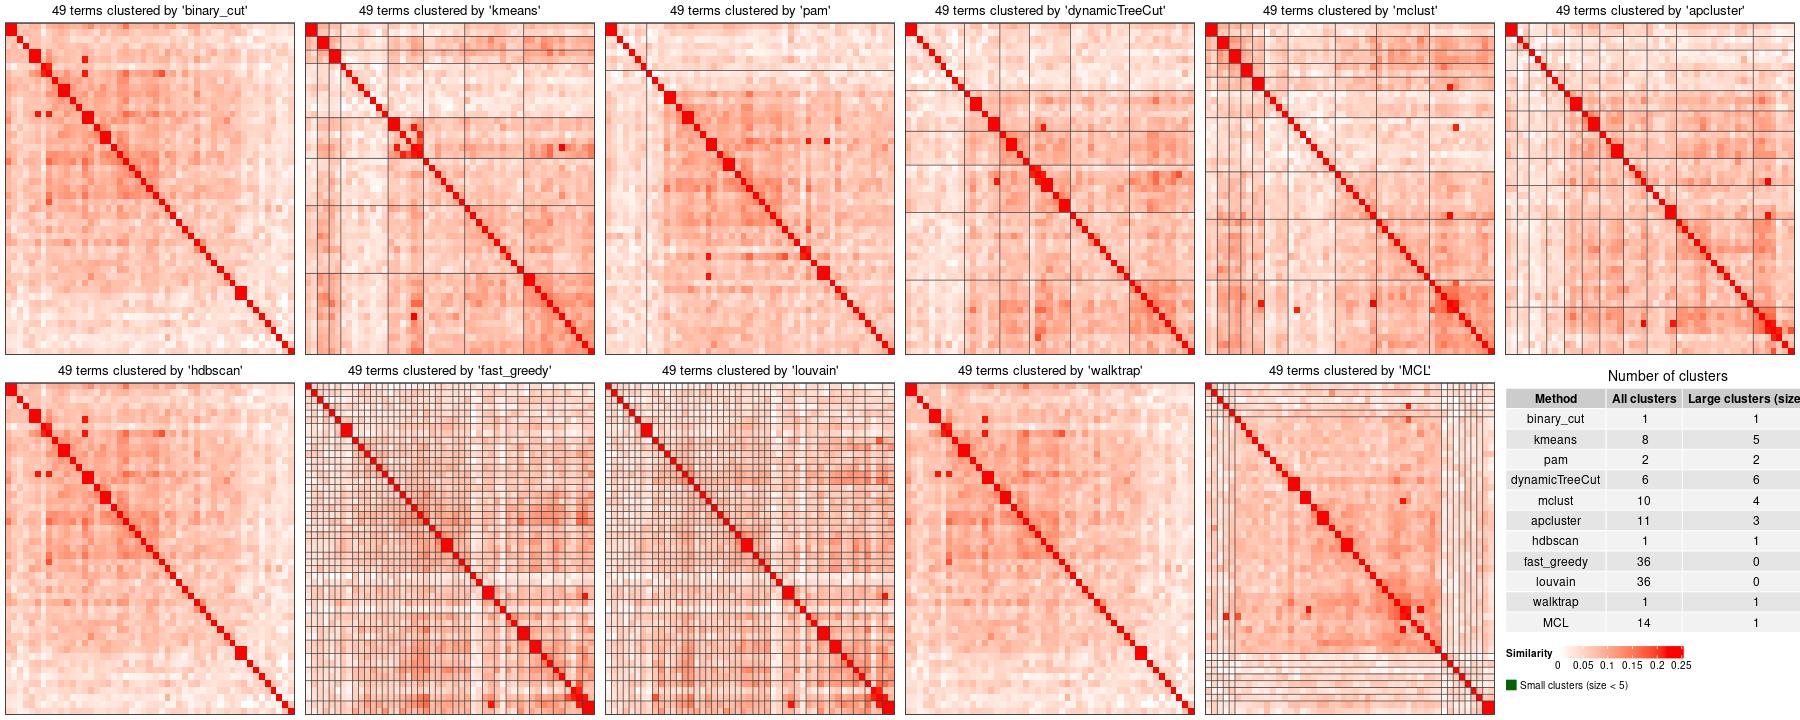 49 terms clustered by 'binary_cut'
49 terms clustered by 'kmeans'
49 terms clustered by 'pam'
49 terms clustered by 'dynamicTreeCut'
49 terms clustered by 'mclust'
49 terms clustered by 'apcluster'
49 terms clustered by 'hdbscan'
49 terms clustered by 'fast_greedy'
49 terms clustered by 'louvain'
49 terms clustered by 'walktrap'
49 terms clustered by 'MCL'
Number of clusters
Method All clusters Large clusters (size
binary_cut 1 1
kmeans 8 5
pam 2 2
dynamicTreeCut 6 6
mclust 10 4
apcluster 11 3
hdbscan 1 1
fast_greedy 36 0
louvain 36 0
walktrap 1 1
MCL 14 1
Similarity
0 0.05 0.1 0.15 0.2 0.25
Small clusters (size < 5)